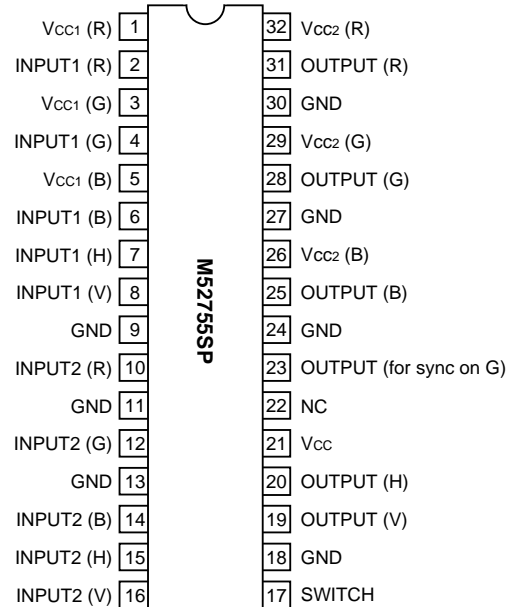 Vcc1 (R) 1
INPUT1 (R) 2
Vcc1 (G) 3
INPUT1 (G) 4
Vcc1 (B) 5
INPUT1 (B) 6
INPUT1 (H) 7
INPUT1 (V) 8
GND 9
INPUT2 (R) 10
GND 11
INPUT2 (G) 12
GND 13
INPUT2 (B) 14
INPUT2 (H) 15
INPUT2 (V) 16
M52755SP
32 Vcc2 (R)
31 OUTPUT (R)
30 GND
29 Vcc2 (G)
28 OUTPUT (G)
27 GND
26 Vcc2 (B)
25 OUTPUT (B)
24 GND
23 OUTPUT (for sync on G)
22 NC
21 Vcc
20 OUTPUT (H)
19 OUTPUT (V)
18 GND
17 SWITCH